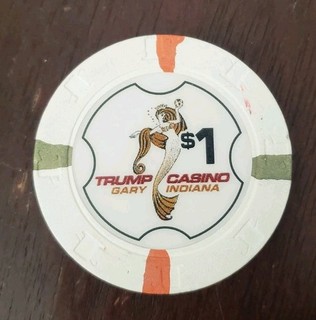 $1
TRUMP CASINO
GARY INDIANA